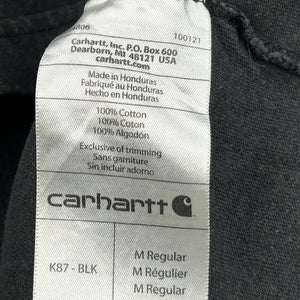 100121
Carhartt, Inc. P.O. Box 600
Dearborn, MI 48121 USA
carhartt.com
Made in Honduras
Fabriqué au Honduras
Hecho en Honduras
100% Cotton
100% Coton
100% Algodón
Exclusive of trimming
Sans garniture
Sin incluir adorno
carhartt
K87 - BLK
M Regular
M Régulier
M Regular